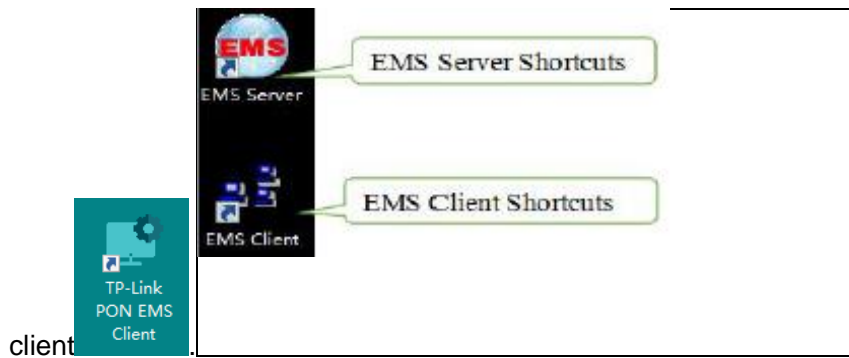 EMS
EMS Server Shortcuts
EMS Server
EMS Client Shortcuts
EMS Client
TP-Link
PON EMS
Client
client.